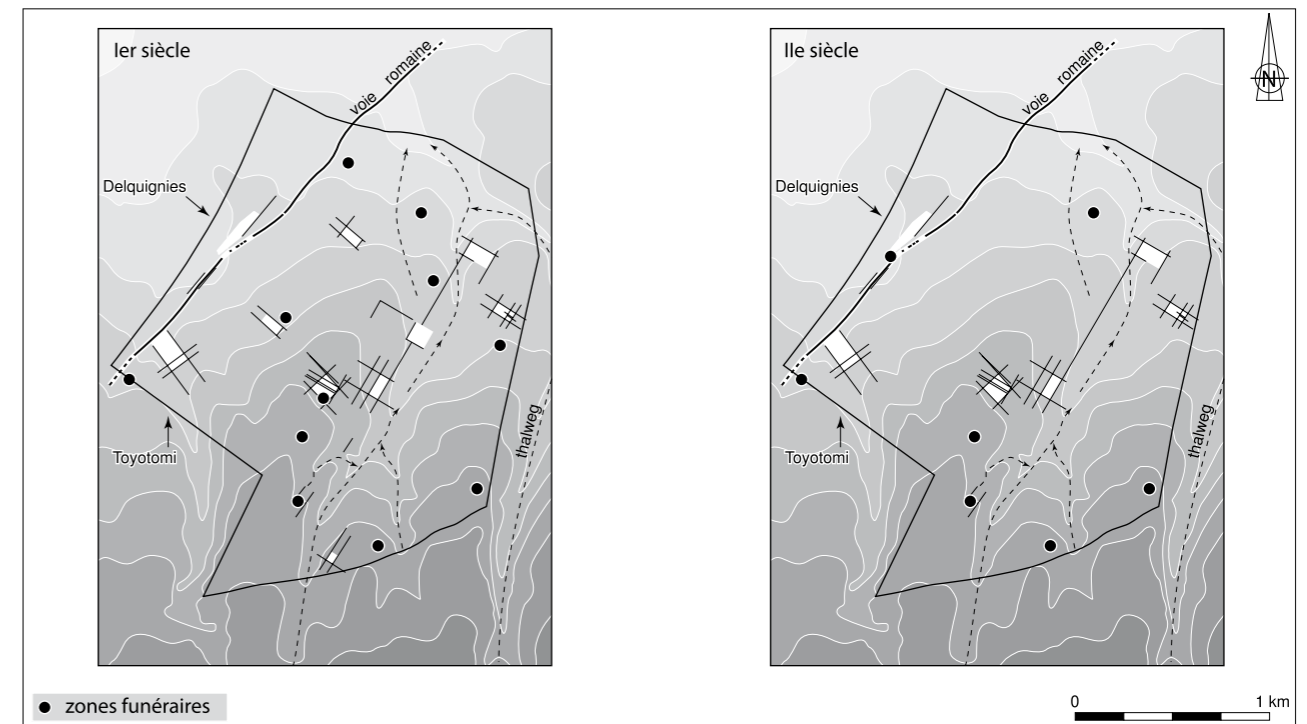 Ier siècle
voie romaine
Delquignies
Toyotomi
thalweg
IIe siècle
voie romaine
Delquignies
Toyotomi
thalweg
N
zones funéraires
0 1 km